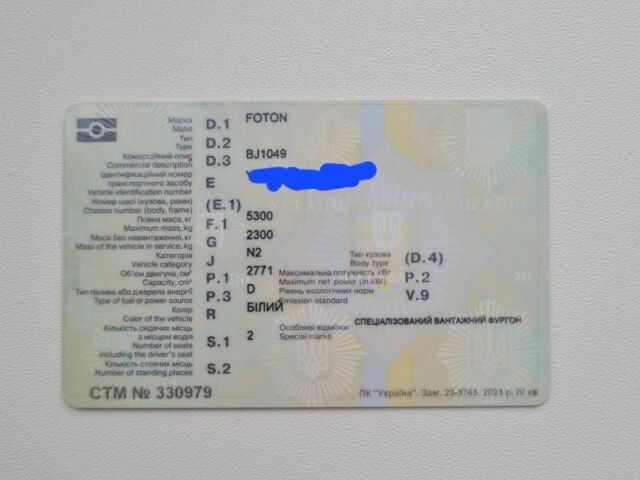 Марка
Make D.1 FOTON
Тип
Type D.2
Комерційний опис
Commercial description D.3 BJ1049
Ідентифікаційний номер
транспортного засобу
Vehicle identification number E
Номер шасі (кузова, рами)
Chassis number (body, frame) (E.1)
Повна маса, кг
Maximum mass, kg F.1 5300
Маса без навантаження, кг
Mass of the vehicle in service, kg G 2300
Категорія
Vehicle category J N2
Тип кузова
Body type (D.4)
Об'єм двигуна, см³
Capacity, cm³ P.1 2771
Максимальна потужність кВт
Maximum net power (in kW) P.2
Тип палива або джерела енергії
Type of fuel or power source P.3 D
Рівень екологічних норм
Emission standard V.9
Колір
Color of the vehicle R БІЛИЙ
СПЕЦІАЛІЗОВАНИЙ ВАНТАЖНИЙ ФУРГОН
Кількість сидячих місць
з місцем водія
Number of seats
including the driver's seat S.1 2
Особливі відмітки
Special marks
Кількість стоячих місць
Number of standing places S.2
СТМ № 330979
ПК "Україна". Зам. 23-3743. 2023 р. IV кв.